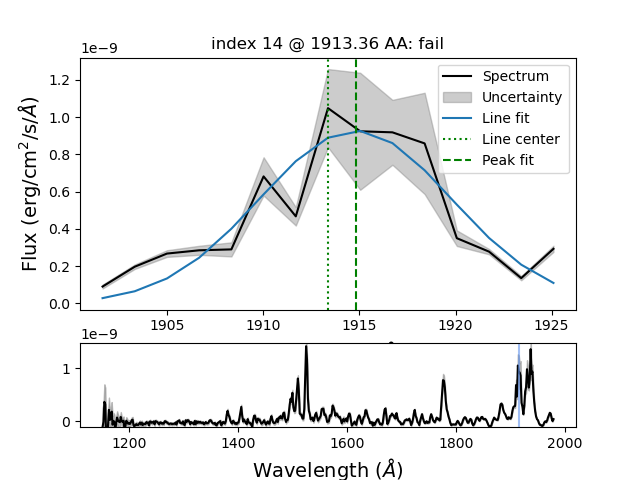 index 14 @ 1913.36 AA: fail
1e−9
Flux (erg/cm²/s/Å)
1.2
1.0
0.8
0.6
0.4
0.2
0.0
Spectrum
Uncertainty
Line fit
Line center
Peak fit
1905 1910 1915 1920 1925
1e−9
1
0
1200 1400 1600 1800 2000
Wavelength (Å)